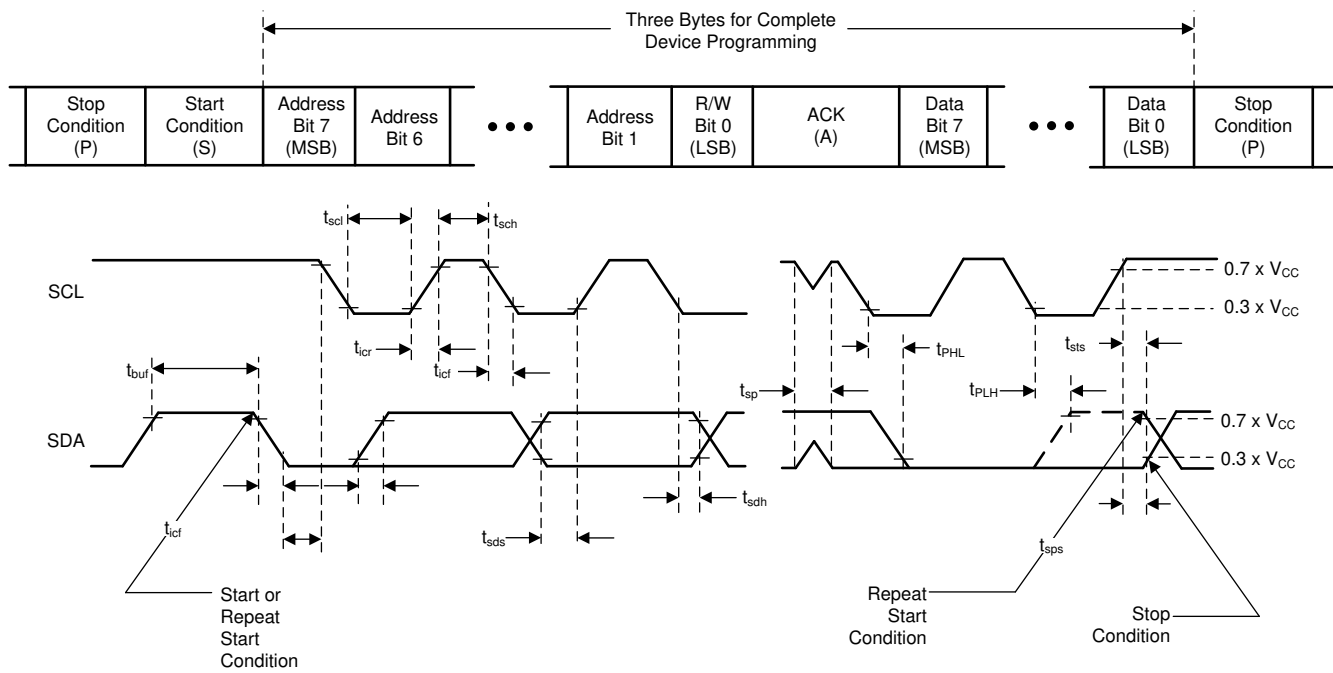 Three Bytes for Complete
Device Programming
Stop
Condition
(P)
Start
Condition
(S)
Address
Bit 7
(MSB)
Address
Bit 6
•••
Address
Bit 1
R/W
Bit 0
(LSB)
ACK
(A)
Data
Bit 7
(MSB)
•••
Data
Bit 0
(LSB)
Stop
Condition
(P)
tscl
tsch
SCL
0.7 x VCC
0.3 x VCC
ticr
ticf
tPHL
tsts
tbuf
tsp
tPLH
SDA
0.7 x VCC
0.3 x VCC
ticf
tsds
tsdh
tsps
Start or
Repeat
Start
Condition
Repeat
Start
Condition
Stop
Condition